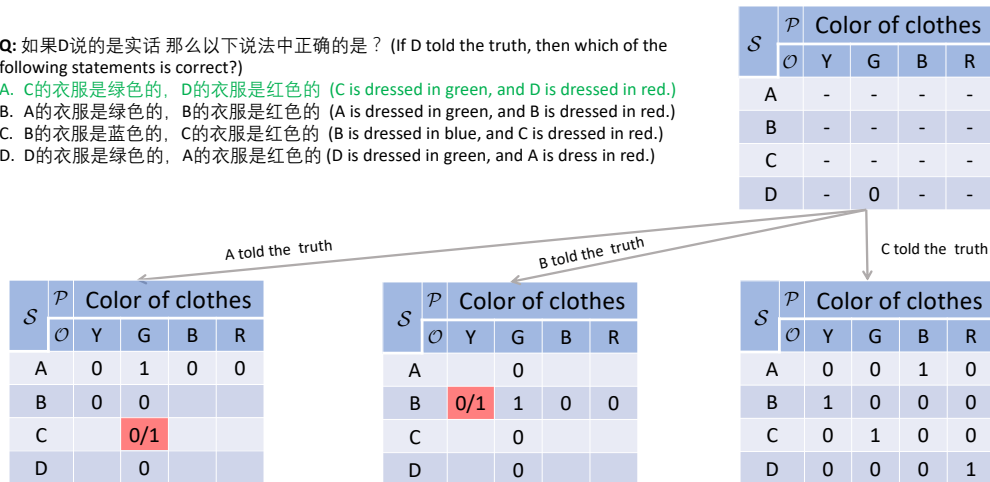 Q: 如果D说的是实话 那么以下说法中正确的是？ (If D told the truth, then which of the
following statements is correct?)
A. C的衣服是绿色的，D的衣服是红色的 (C is dressed in green, and D is dressed in red.)
B. A的衣服是绿色的，B的衣服是红色的 (A is dressed in green, and B is dressed in red.)
C. B的衣服是蓝色的，C的衣服是红色的 (B is dressed in blue, and C is dressed in red.)
D. D的衣服是绿色的，A的衣服是红色的 (D is dressed in green, and A is dress in red.)
S P Color of clothes
O Y G B R
A - - - -
B - - - -
C - - - -
D - 0 - -
A told the truth
B told the truth
C told the truth
S P Color of clothes
O Y G B R
A 0 1 0 0
B 0 0
C 0/1
D 0
S P Color of clothes
O Y G B R
A 0
B 0/1 1 0 0
C 0
D 0
S P Color of clothes
O Y G B R
A 0 0 1 0
B 1 0 0 0
C 0 1 0 0
D 0 0 0 1